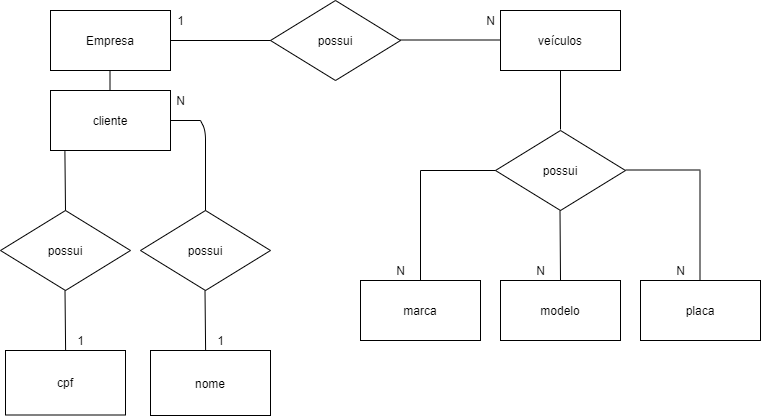 1
N
Empresa
possui
veículos
N
cliente
possui
possui
possui
N
N
N
marca
modelo
placa
1
1
cpf
nome